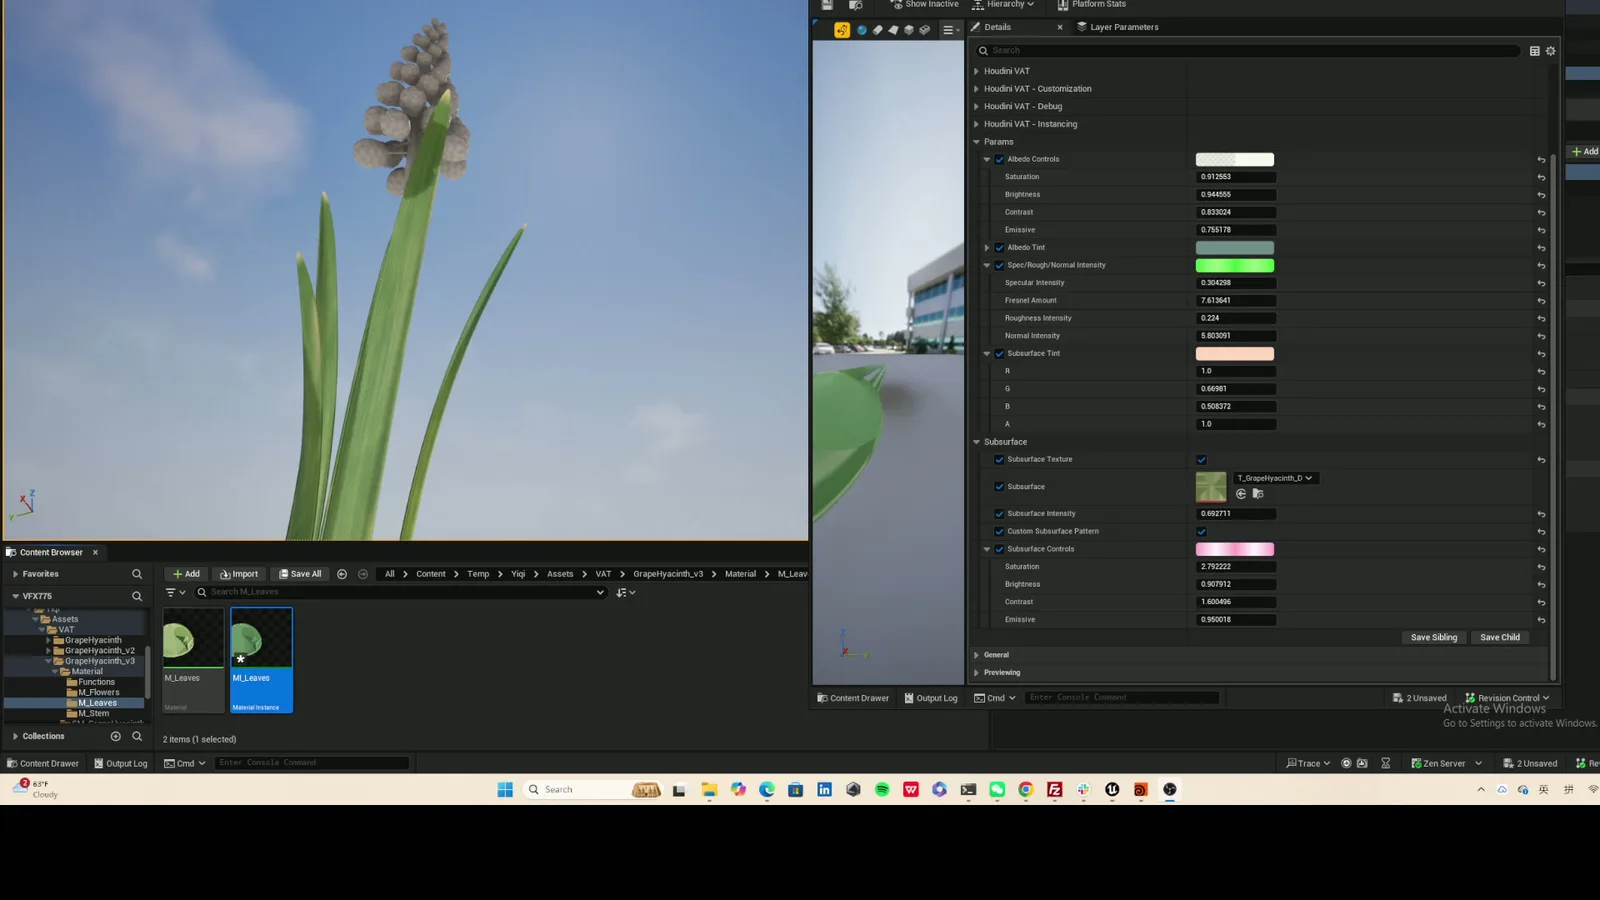 Show Inactive
Hierarchy
Platform Stats
Details
Layer Parameters
Search
Houdini VAT
Houdini VAT - Customization
Houdini VAT - Debug
Houdini VAT - Instancing
Params
Albedo Controls
Saturation 0.912553
Brightness 0.944555
Contrast 0.833024
Emissive 0.755178
Albedo Tint
Spec/Rough/Normal Intensity
Specular Intensity 0.304298
Fresnel Amount 7.613641
Roughness Intensity 0.224
Normal Intensity 5.803091
Subsurface Tint
R 1.0
G 0.66981
B 0.508372
A 1.0
Subsurface
Subsurface Texture
Subsurface T_GrapeHyacinth_D
Subsurface Intensity 0.692711
Custom Subsurface Pattern
Subsurface Controls
Saturation 2.792222
Brightness 0.907912
Contrast 1.600496
Emissive 0.950018
Save Sibling Save Child
General
Previewing
Content Drawer Output Log Cmd Enter Console Command 2 Unsaved Revision Control
Add
Z
X
Y
Z
X
Y
Content Browser
Favorites
VFX775
Yiqi
Assets
VAT
GrapeHyacinth
GrapeHyacinth_v2
GrapeHyacinth_v3
Material
Functions
M_Flowers
M_Leaves
M_Stem
SM_GrapeHyacinth
Collections
Add Import Save All All Content Temp Yiqi Assets VAT GrapeHyacinth_v3 Material M_Leav
Search M_Leaves
M_Leaves
Material
MI_Leaves
Material Instance
2 items (1 selected)
Activate Windows
Go to Settings to activate Windows.
Content Drawer Output Log Cmd Enter Console Command Trace Zen Server 2 Unsaved Re
2
63°F
Cloudy
Search
英 拼